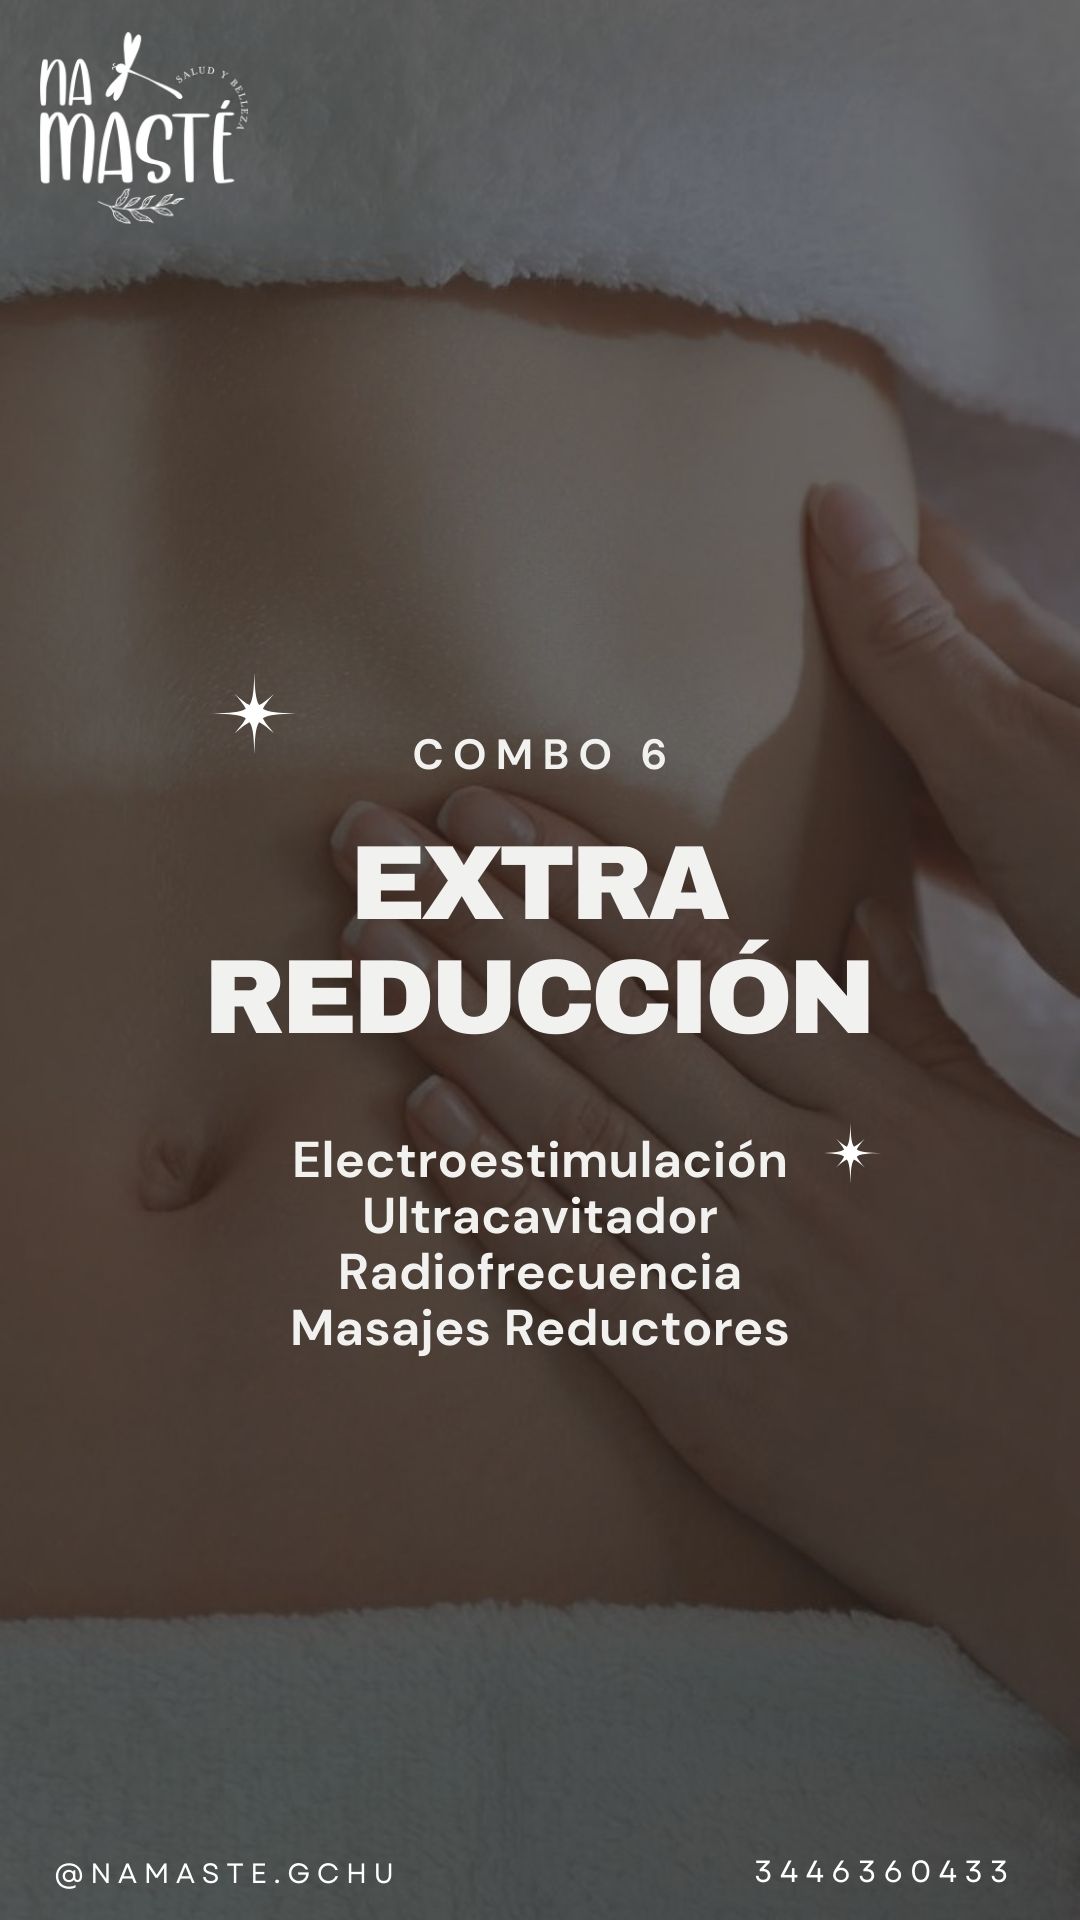 NA
MASTÉ
SALUD Y BELLEZA
COMBO 6
EXTRA
REDUCCIÓN
Electroestimulación
Ultracavitador
Radiofrecuencia
Masajes Reductores
@NAMASTE.GCHU
3446360433